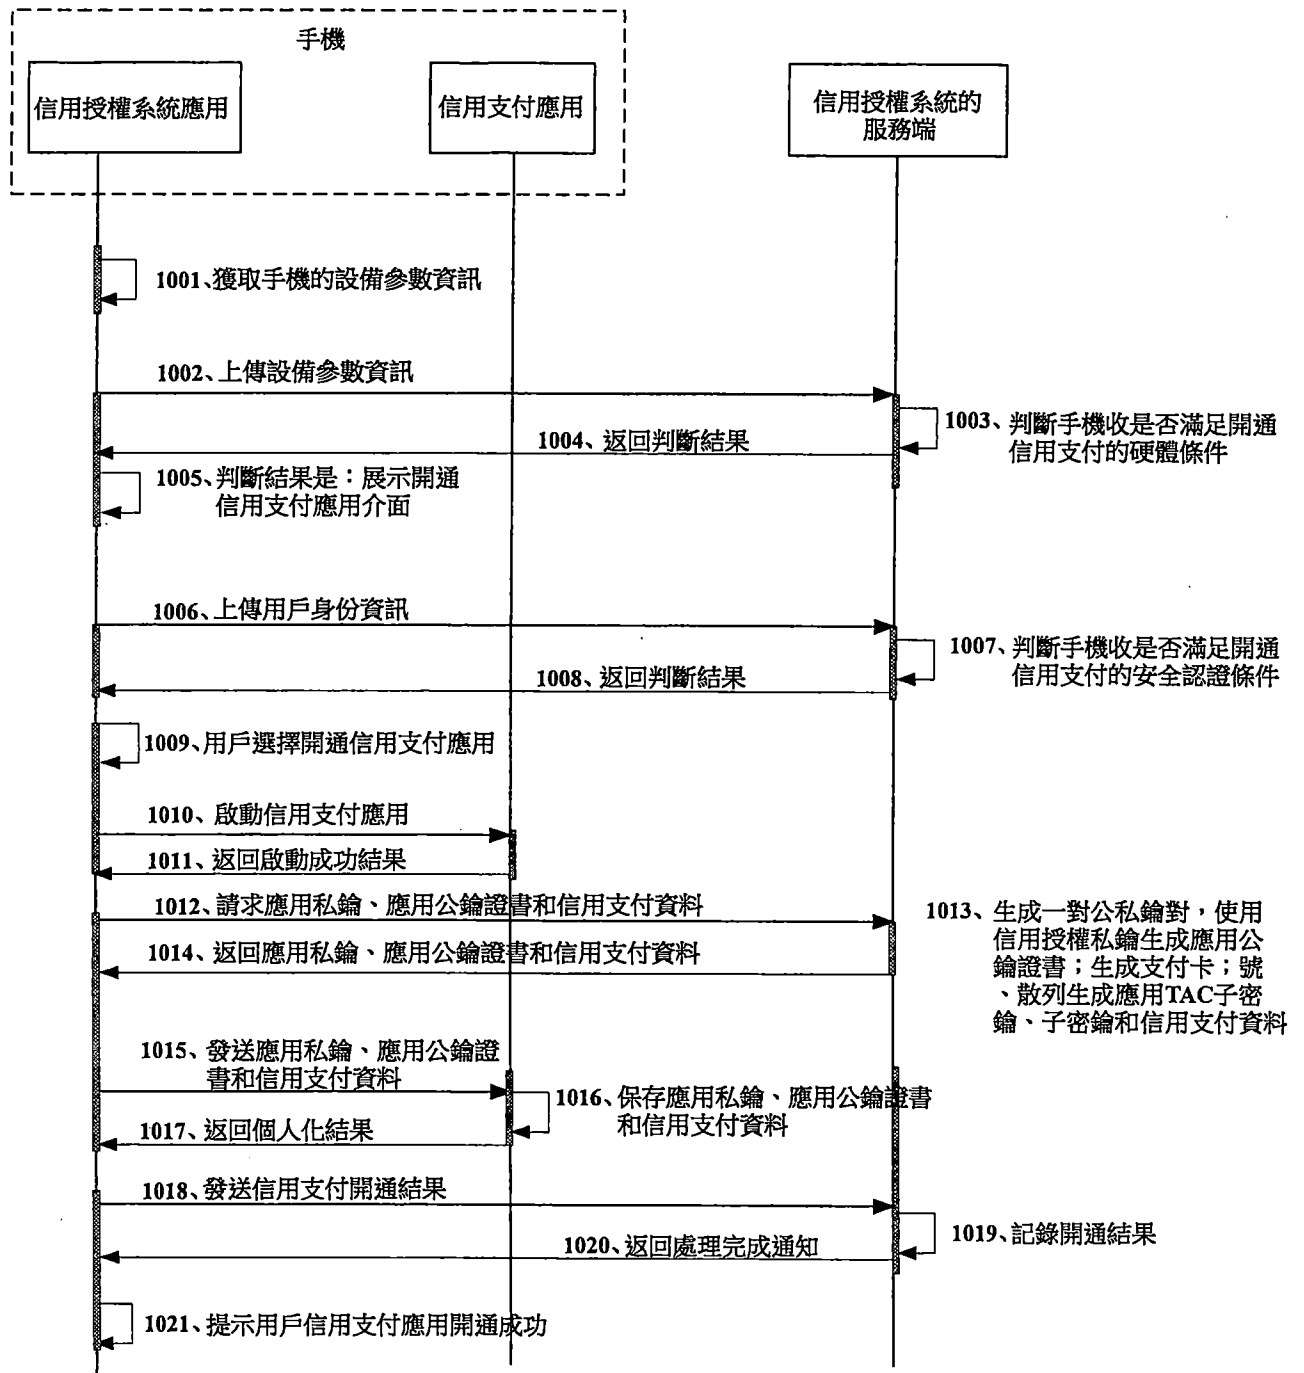 手機
信用授權系統應用
信用支付應用
信用授權系統的
服務端
1001、獲取手機的設備參數資訊
1002、上傳設備參數資訊
1003、判斷手機收是否滿足開通
信用支付的硬體條件
1004、返回判斷結果
1005、判斷結果是：展示開通
信用支付應用介面
1006、上傳用戶身份資訊
1007、判斷手機收是否滿足開通
信用支付的安全認證條件
1008、返回判斷結果
1009、用戶選擇開通信用支付應用
1010、啟動信用支付應用
1011、返回啟動成功結果
1012、請求應用私鑰、應用公鑰證書和信用支付資料
1013、生成一對公私鑰對，使用
信用授權私鑰生成應用公
鑰證書；生成支付卡；號
、散列生成應用TAC子密
鑰、子密鑰和信用支付資料
1014、返回應用私鑰、應用公鑰證書和信用支付資料
1015、發送應用私鑰、應用公鑰證
書和信用支付資料
1016、保存應用私鑰、應用公鑰證書
和信用支付資料
1017、返回個人化結果
1018、發送信用支付開通結果
1019、記錄開通結果
1020、返回處理完成通知
1021、提示用戶信用支付應用開通成功